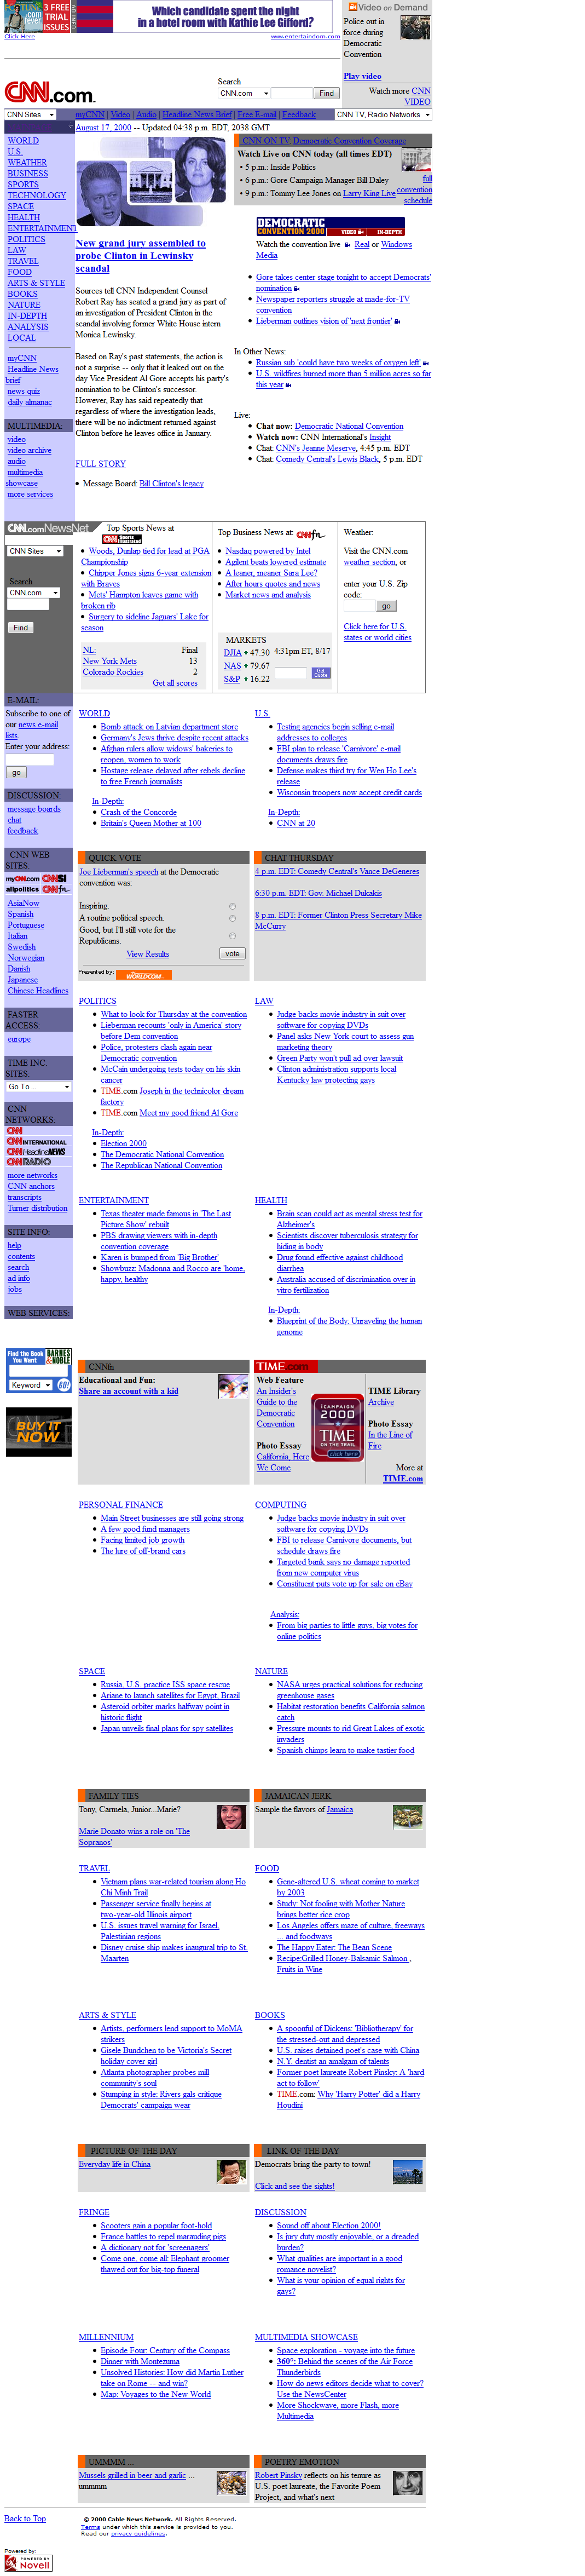 3 FREE
TRIAL
ISSUES
Which candidate spent the night
in a hotel room with Kathie Lee Gifford?
Click Here
www.entertaindom.com
Video on Demand
Police out in
force during
Democratic
Convention
Play video
Watch more CNN
VIDEO
CNN.com
Search
CNN.com
Find
CNN Sites
myCNN | Video | Audio | Headline News Brief | Free E-mail | Feedback
CNN TV, Radio Networks
WORLD
U.S.
WEATHER
BUSINESS
SPORTS
TECHNOLOGY
SPACE
HEALTH
ENTERTAINMENT
POLITICS
LAW
TRAVEL
FOOD
ARTS & STYLE
BOOKS
NATURE
IN-DEPTH
ANALYSIS
LOCAL
myCNN
Headline News
brief
news quiz
daily almanac
MULTIMEDIA:
video
video archive
audio
multimedia
showcase
more services
August 17, 2000 -- Updated 04:38 p.m. EDT, 2038 GMT
New grand jury assembled to
probe Clinton in Lewinsky
scandal
Sources tell CNN Independent Counsel
Robert Ray has seated a grand jury as part of
an investigation of President Clinton in the
scandal involving former White House intern
Monica Lewinsky.
Based on Ray's past statements, the action is
not a surprise -- only that it leaked out on the
day Vice President Al Gore accepts his party's
nomination to be Clinton's successor.
However, Ray has said repeatedly that
regardless of where the investigation leads,
there will be no indictment returned against
Clinton before he leaves office in January.
FULL STORY
Message Board: Bill Clinton's legacy
CNN ON TV: Democratic Convention Coverage
Watch Live on CNN today (all times EDT)
• 5 p.m.: Inside Politics
• 6 p.m.: Gore Campaign Manager Bill Daley
• 9 p.m.: Tommy Lee Jones on Larry King Live
full
convention
schedule
DEMOCRATIC
CONVENTION 2000 VIDEO IN-DEPTH
Watch the convention live Real or Windows
Media
Gore takes center stage tonight to accept Democrats'
nomination
Newspaper reporters struggle at made-for-TV
convention
Lieberman outlines vision of 'next frontier'
In Other News:
Russian sub 'could have two weeks of oxygen left'
U.S. wildfires burned more than 5 million acres so far
this year
Live:
Chat now: Democratic National Convention
Watch now: CNN International's Insight
Chat: CNN's Jeanne Meserve, 4:45 p.m. EDT
Chat: Comedy Central's Lewis Black, 5 p.m. EDT
CNN.comNewsNet
CNN Sites
Search
CNN.com
Find
Top Sports News at
CNN Sports Illustrated
Woods, Dunlap tied for lead at PGA
Championship
Chipper Jones signs 6-year extension
with Braves
Mets' Hampton leaves game with
broken rib
Surgery to sideline Jaguars' Lake for
season
NL: Final
New York Mets 13
Colorado Rockies 2
Get all scores
Top Business News at: CNNfn
Nasdaq powered by Intel
Agilent beats lowered estimate
A leaner, meaner Sara Lee?
After hours quotes and news
Market news and analysis
MARKETS
DJIA + 47.30 4:31pm ET, 8/17
NAS + 79.67
S&P + 16.22
Get Quote
Weather:
Visit the CNN.com
weather section, or
enter your U.S. Zip
code:
go
Click here for U.S.
states or world cities
E-MAIL:
Subscribe to one of
our news e-mail
lists.
Enter your address:
go
DISCUSSION:
message boards
chat
feedback
CNN WEB
SITES:
myCNN.com CNNSI
allpolitics CNNfn
AsiaNow
Spanish
Portuguese
Italian
Swedish
Norwegian
Danish
Japanese
Chinese Headlines
FASTER
ACCESS:
europe
TIME INC.
SITES:
Go To ...
CNN
NETWORKS:
CNN
CNN INTERNATIONAL
CNN Headline NEWS
CNN RADIO
more networks
CNN anchors
transcripts
Turner distribution
SITE INFO:
help
contents
search
ad info
jobs
WEB SERVICES:
Find the Book BARNES
& NOBLE
Keyword GO!
BUY IT
NOW
WORLD
Bomb attack on Latvian department store
Germany's Jews thrive despite recent attacks
Afghan rulers allow widows' bakeries to
reopen, women to work
Hostage release delayed after rebels decline
to free French journalists
In-Depth:
Crash of the Concorde
Britain's Queen Mother at 100
U.S.
Testing agencies begin selling e-mail
addresses to colleges
FBI plan to release 'Carnivore' e-mail
documents draws fire
Defense makes third try for Wen Ho Lee's
release
Wisconsin troopers now accept credit cards
In-Depth:
CNN at 20
QUICK VOTE
Joe Lieberman's speech at the Democratic
convention was:
Inspiring.
A routine political speech.
Good, but I'll still vote for the
Republicans.
View Results
vote
Presented by: WORLDCOM
CHAT THURSDAY
4 p.m. EDT: Comedy Central's Vance DeGeneres
6:30 p.m. EDT: Gov. Michael Dukakis
8 p.m. EDT: Former Clinton Press Secretary Mike
McCurry
POLITICS
What to look for Thursday at the convention
Lieberman recounts 'only in America' story
before Dem convention
Police, protesters clash again near
Democratic convention
McCain undergoing tests today on his skin
cancer
TIME.com Joseph in the technicolor dream
factory
TIME.com Meet my good friend Al Gore
In-Depth:
Election 2000
The Democratic National Convention
The Republican National Convention
LAW
Judge backs movie industry in suit over
software for copying DVDs
Panel asks New York court to assess gun
marketing theory
Green Party won't pull ad over lawsuit
Clinton administration supports local
Kentucky law protecting gays
ENTERTAINMENT
Texas theater made famous in 'The Last
Picture Show' rebuilt
PBS drawing viewers with in-depth
convention coverage
Karen is bumped from 'Big Brother'
Showbuzz: Madonna and Rocco are 'home,
happy, healthy
HEALTH
Brain scan could act as mental stress test for
Alzheimer's
Scientists discover tuberculosis strategy for
hiding in body
Drug found effective against childhood
diarrhea
Australia accused of discrimination over in
vitro fertilization
In-Depth:
Blueprint of the Body: Unraveling the human
genome
CNNfn
Educational and Fun:
Share an account with a kid
TIME.com
Web Feature
An Insider's
Guide to the
Democratic
Convention
Photo Essay
California, Here
We Come
CAMPAIGN
2000
TIME
ON THE TRAIL
click here
TIME Library
Archive
Photo Essay
In the Line of
Fire
More at
TIME.com
PERSONAL FINANCE
Main Street businesses are still going strong
A few good fund managers
Facing limited job growth
The lure of off-brand cars
COMPUTING
Judge backs movie industry in suit over
software for copying DVDs
FBI to release Carnivore documents, but
schedule draws fire
Targeted bank says no damage reported
from new computer virus
Constituent puts vote up for sale on eBay
Analysis:
From big parties to little guys, big votes for
online politics
SPACE
Russia, U.S. practice ISS space rescue
Ariane to launch satellites for Egypt, Brazil
Asteroid orbiter marks halfway point in
historic flight
Japan unveils final plans for spy satellites
NATURE
NASA urges practical solutions for reducing
greenhouse gases
Habitat restoration benefits California salmon
catch
Pressure mounts to rid Great Lakes of exotic
invaders
Spanish chimps learn to make tastier food
FAMILY TIES
Tony, Carmela, Junior...Marie?
Marie Donato wins a role on 'The
Sopranos'
JAMAICAN JERK
Sample the flavors of Jamaica
TRAVEL
Vietnam plans war-related tourism along Ho
Chi Minh Trail
Passenger service finally begins at
two-year-old Illinois airport
U.S. issues travel warning for Israel,
Palestinian regions
Disney cruise ship makes inaugural trip to St.
Maarten
FOOD
Gene-altered U.S. wheat coming to market
by 2003
Study: Not fooling with Mother Nature
brings better rice crop
Los Angeles offers maze of culture, freeways
... and foodways
The Happy Eater: The Bean Scene
Recipe:Grilled Honey-Balsamic Salmon ,
Fruits in Wine
ARTS & STYLE
Artists, performers lend support to MoMA
strikers
Gisele Bundchen to be Victoria's Secret
holiday cover girl
Atlanta photographer probes mill
community's soul
Stumping in style: Rivers gals critique
Democrats' campaign wear
BOOKS
A spoonful of Dickens: 'Bibliotherapy' for
the stressed-out and depressed
U.S. raises detained poet's case with China
N.Y. dentist an amalgam of talents
Former poet laureate Robert Pinsky: A 'hard
act to follow'
TIME.com: Why 'Harry Potter' did a Harry
Houdini
PICTURE OF THE DAY
Everyday life in China
LINK OF THE DAY
Democrats bring the party to town!
Click and see the sights!
FRINGE
Scooters gain a popular foot-hold
France battles to repel marauding pigs
A dictionary not for 'screenagers'
Come one, come all: Elephant groomer
thawed out for big-top funeral
DISCUSSION
Sound off about Election 2000!
Is jury duty mostly enjoyable, or a dreaded
burden?
What qualities are important in a good
romance novelist?
What is your opinion of equal rights for
gays?
MILLENNIUM
Episode Four: Century of the Compass
Dinner with Montezuma
Unsolved Histories: How did Martin Luther
take on Rome -- and win?
Map: Voyages to the New World
MULTIMEDIA SHOWCASE
Space exploration - voyage into the future
360°: Behind the scenes of the Air Force
Thunderbirds
How do news editors decide what to cover?
Use the NewsCenter
More Shockwave, more Flash, more
Multimedia
UMMMM ...
Mussels grilled in beer and garlic ...
ummmm
POETRY EMOTION
Robert Pinsky reflects on his tenure as
U.S. poet laureate, the Favorite Poem
Project, and what's next
Back to Top
© 2000 Cable News Network. All Rights Reserved.
Terms under which this service is provided to you.
Read our privacy guidelines.
Powered by:
POWERED BY
Novell